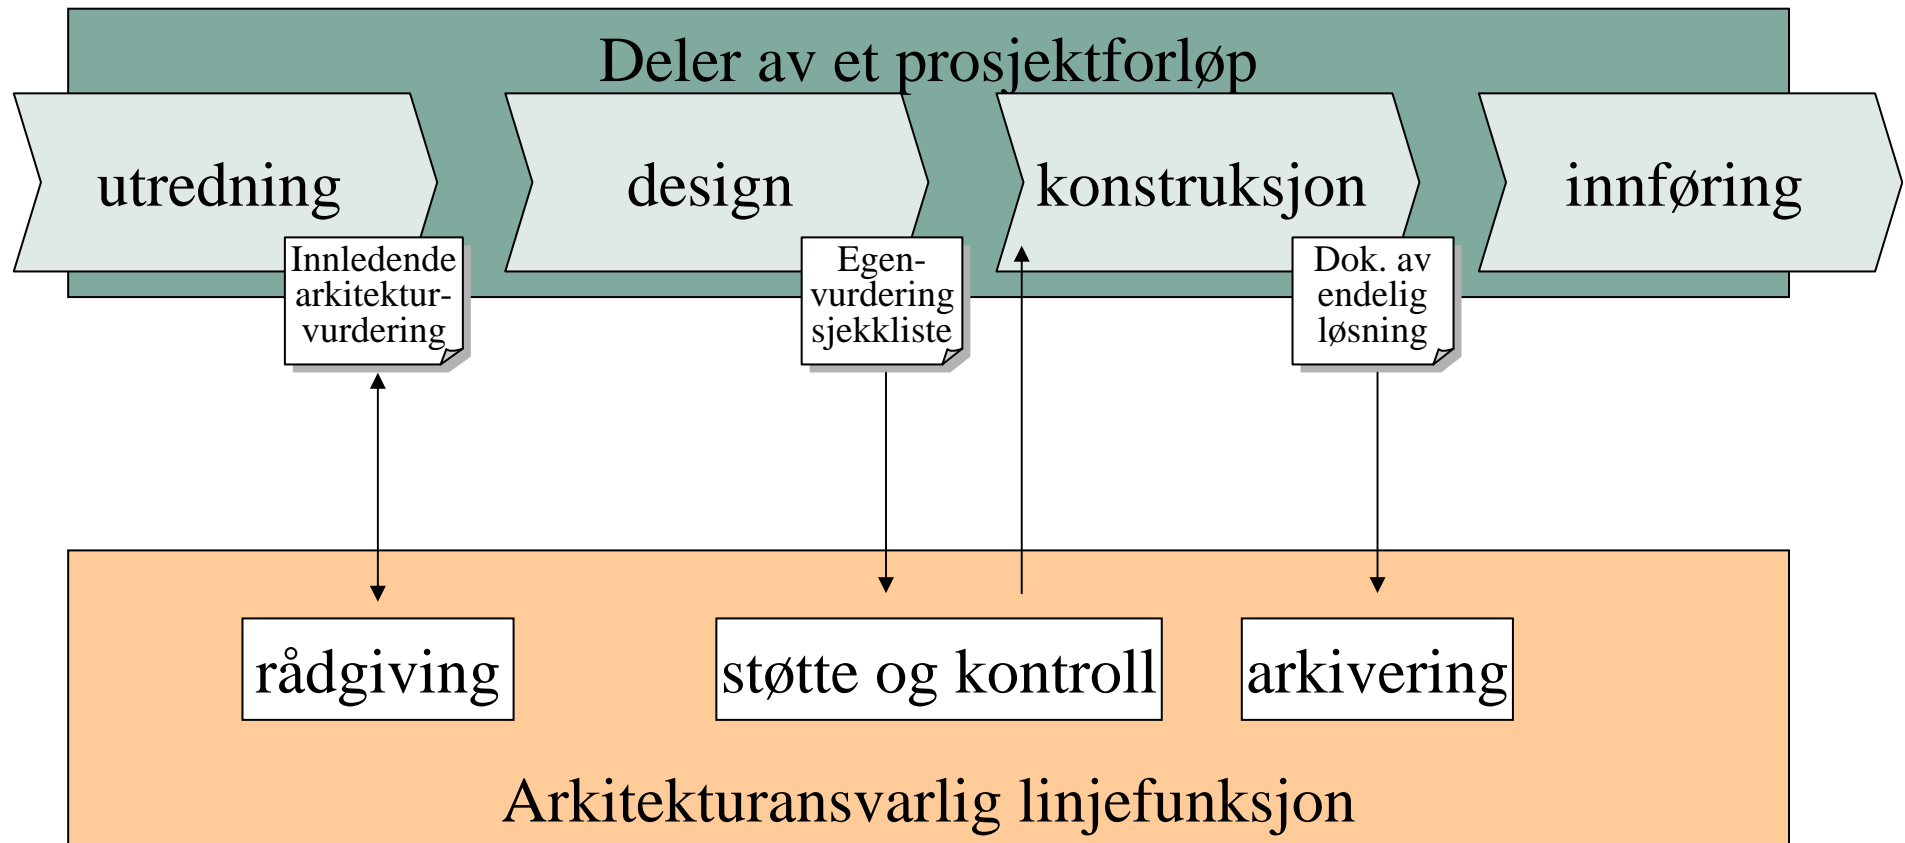 Deler av et prosjektforløp
utredning
design
konstruksjon
innføring
Innledende
arkitektur-
vurdering
Egen-
vurdering
sjekkliste
Dok. av
endelig
løsning
rådgiving
støtte og kontroll
arkivering
Arkitekturansvarlig linjefunksjon